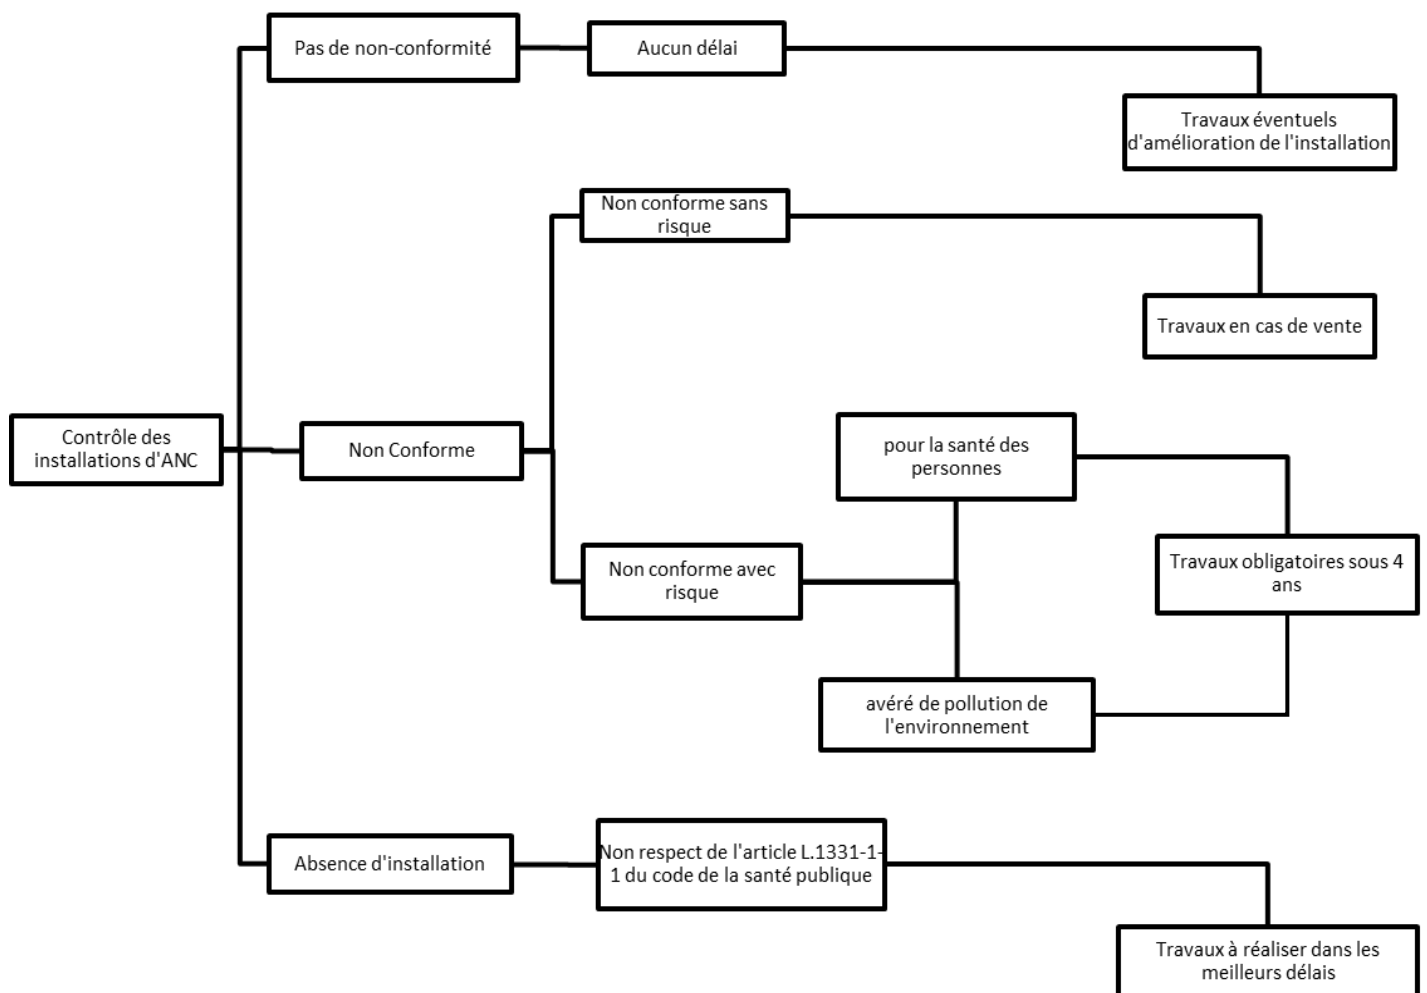 Pas de non-conformité
Aucun délai
Travaux éventuels
d'amélioration de l'installation
Non conforme sans
risque
Travaux en cas de vente
Contrôle des
installations d'ANC
Non Conforme
pour la santé des
personnes
Non conforme avec
risque
Travaux obligatoires sous 4
ans
avéré de pollution de
l'environnement
Absence d'installation
Non respect de l'article L.1331-1-
1 du code de la santé publique
Travaux à réaliser dans les
meilleurs délais